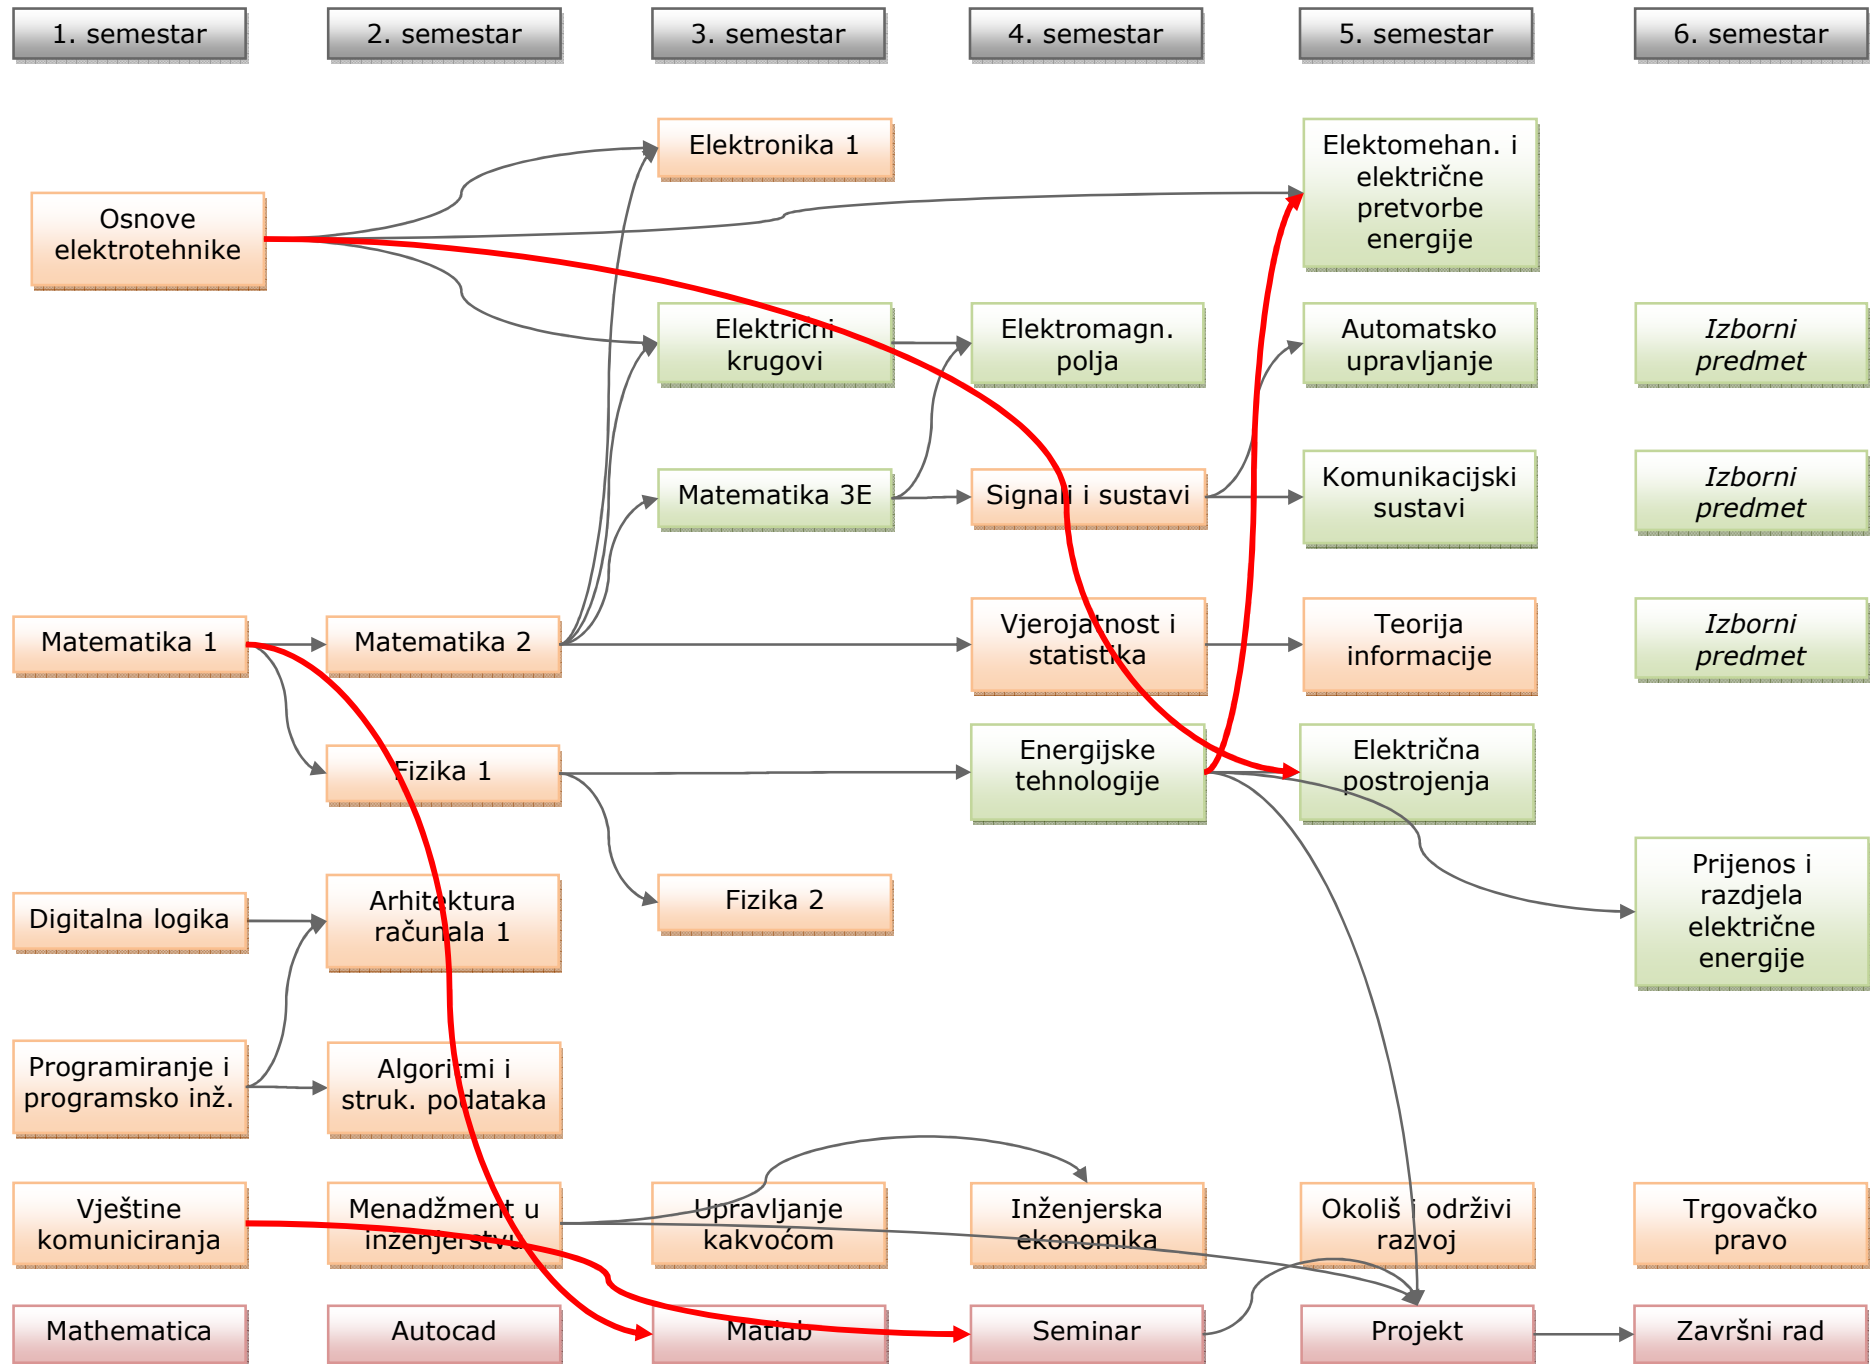 1. semestar
2. semestar
3. semestar
4. semestar
5. semestar
6. semestar
Osnove
elektrotehnike
Elektronika 1
Elektomehan. i
električne
pretvorbe
energije
Električni
krugovi
Elektromagn.
polja
Automatsko
upravljanje
Izborni
predmet
Matematika 3E
Signali i sustavi
Komunikacijski
sustavi
Izborni
predmet
Matematika 1
Matematika 2
Vjerojatnost i
statistika
Teorija
informacije
Izborni
predmet
Fizika 1
Energijske
tehnologije
Električna
postrojenja
Digitalna logika
Arhitektura
računala 1
Fizika 2
Prijenos i
razdjela
električne
energije
Programiranje i
programsko inž.
Algoritmi i
struk. podataka
Vještine
komuniciranja
Menadžment u
inženjerstvu
Upravljanje
kakvoćom
Inženjerska
ekonomika
Okoliš i održivi
razvoj
Trgovačko
pravo
Mathematica
Autocad
Matlab
Seminar
Projekt
Završni rad